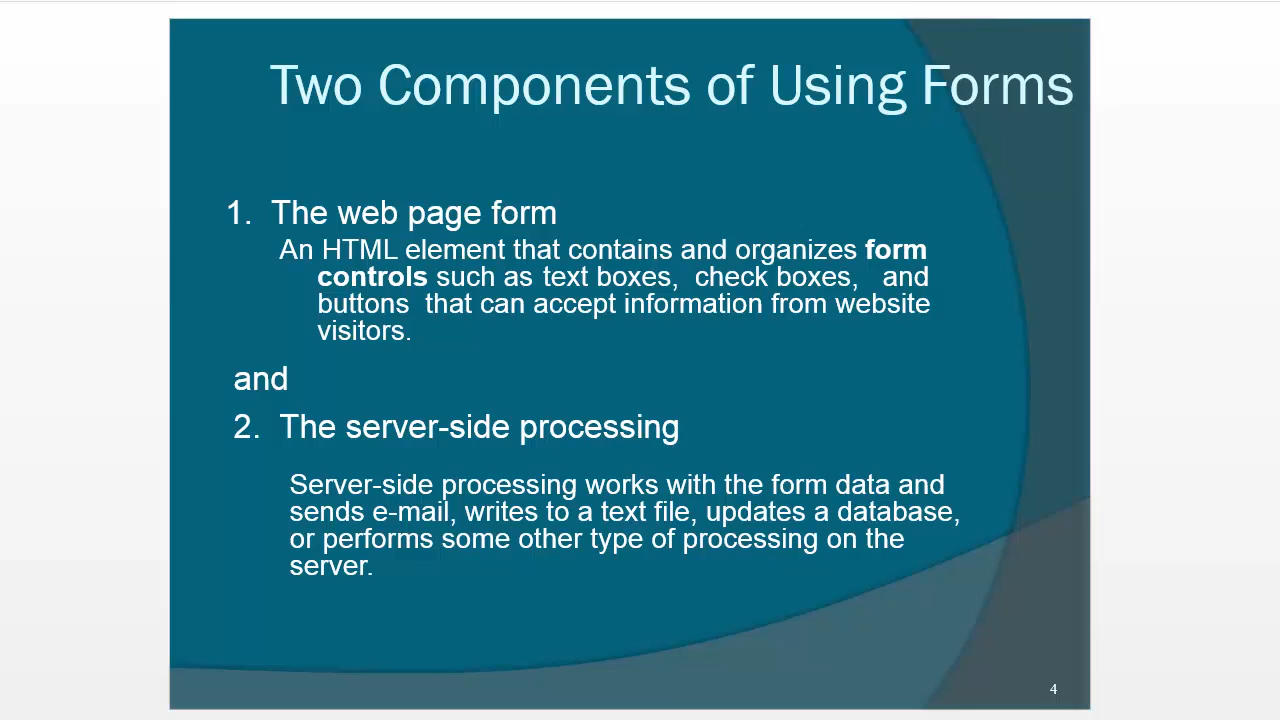 Two Components of Using Forms
1. The web page form
An HTML element that contains and organizes form
controls such as text boxes, check boxes, and
buttons that can accept information from website
visitors.
and
2. The server-side processing
Server-side processing works with the form data and
sends e-mail, writes to a text file, updates a database,
or performs some other type of processing on the
server.
4